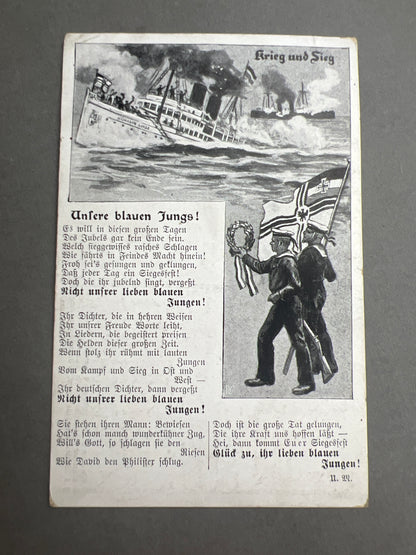 Krieg und Sieg
Unsere blauen Jungs!
Es will in diesen großen Tagen
Des Jubels gar kein Ende sein.
Welch sieggewisses rasches Schlagen
Wie fährts in Feindes Macht hinein!
Froh sei's gesungen und geklungen,
Daß jeder Tag ein Siegesfest!
Doch die ihr jubelnd singt, vergeßt
Nicht unsrer lieben blauen
Jungen!
Ihr Dichter, die in hehren Weisen
Ihr unsrer Freude Worte leiht,
In Liedern, die begeistert preisen
Die Helden dieser großen Zeit.
Wenn stolz ihr rühmt mit lauten
Zungen
Vom Kampf und Sieg in Ost und
West —
Ihr deutschen Dichter, dann vergeßt
Nicht unsrer lieben blauen
Jungen!
Sie stehen ihren Mann: Bewiesen
Hat's schon manch wunderkühner Zug,
Will's Gott, so schlagen sie den
Riesen
Wie David den Philister schlug.
Doch ist die große Tat gelungen,
Die ihre Kraft uns hoffen läßt —
Hei, dann kommt Euer Siegesfest
Glück zu, ihr lieben blauen
Jungen!
A. M.